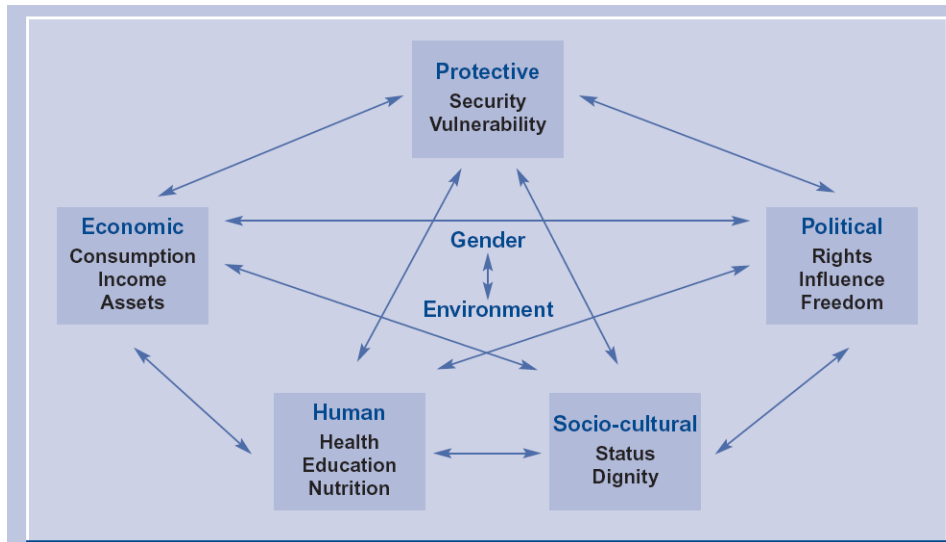 Protective
Security
Vulnerability
Economic
Consumption
Income
Assets
Gender
Environment
Political
Rights
Influence
Freedom
Human
Health
Education
Nutrition
Socio-cultural
Status
Dignity